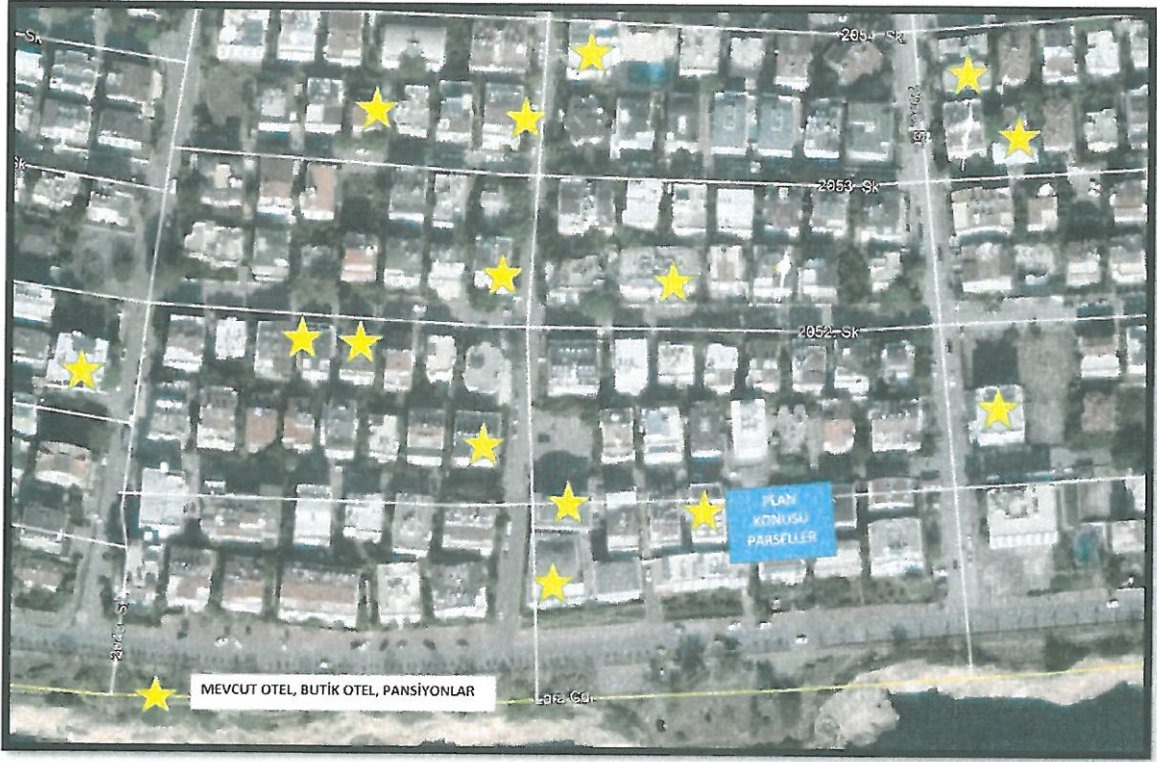 Sk
2054. Sk
2053. Sk
2052. Sk
PLAN
KONUSU
PARSELLER
MEVCUT OTEL, BUTİK OTEL, PANSİYONLAR